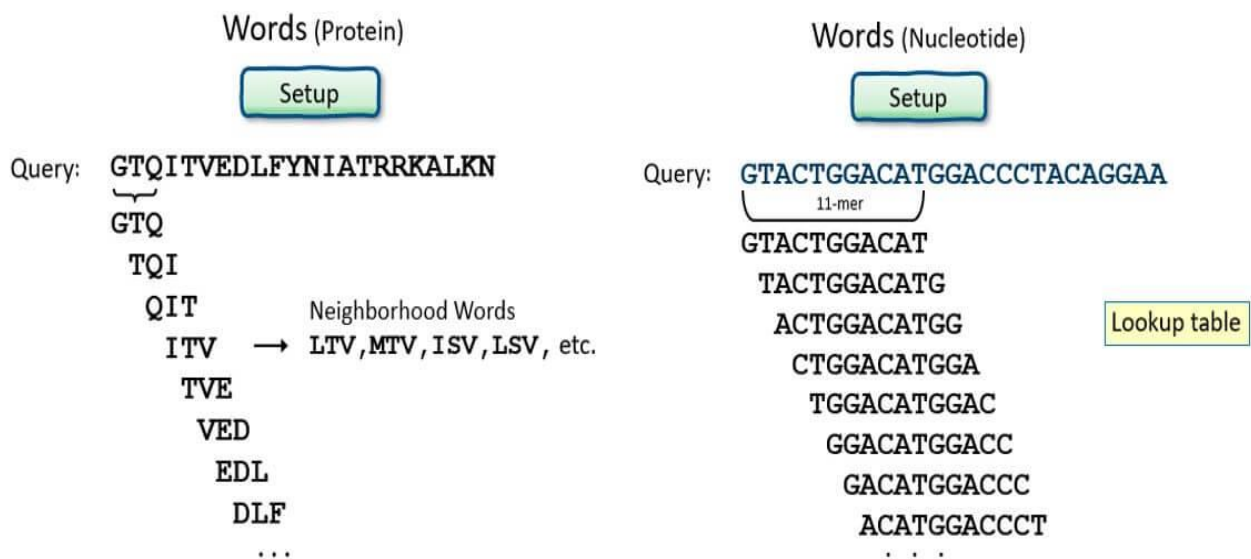 Words (Protein)
Setup
Query: GTQITVEDLFYNIATRRKALKN
GTQ
TQI
QIT
Neighborhood Words
ITV → LTV,MTV,ISV,LSV, etc.
TVE
VED
EDL
DLF
...
Words (Nucleotide)
Setup
Query: GTACTGGACATGGACCCTACAGGAA
11-mer
GTACTGGACAT
TACTGGACATG
ACTGGACATGG
Lookup table
CTGGACATGGA
TGGACATGGAC
GGACATGGACC
GACATGGACCC
ACATGGACCCT
. . .